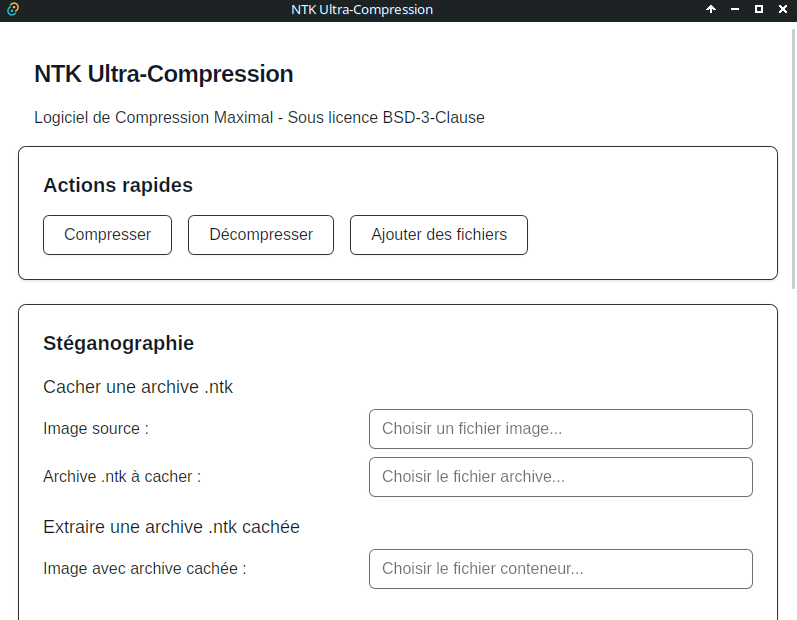 NTK Ultra-Compression
NTK Ultra-Compression
Logiciel de Compression Maximal - Sous licence BSD-3-Clause
Actions rapides
Compresser
Décompresser
Ajouter des fichiers
Stéganographie
Cacher une archive .ntk
Image source :
Choisir un fichier image...
Archive .ntk à cacher :
Choisir le fichier archive...
Extraire une archive .ntk cachée
Image avec archive cachée :
Choisir le fichier conteneur...